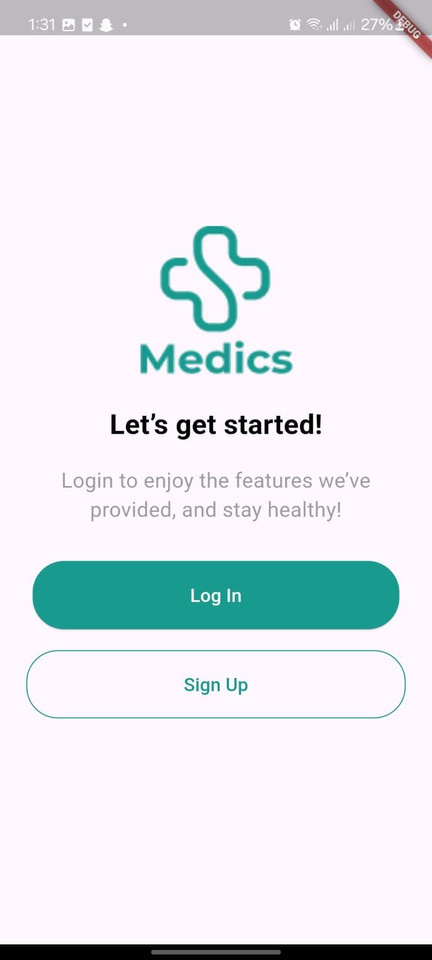 1:31
27%
DEBUG
Medics
Let’s get started!
Login to enjoy the features we’ve
provided, and stay healthy!
Log In
Sign Up